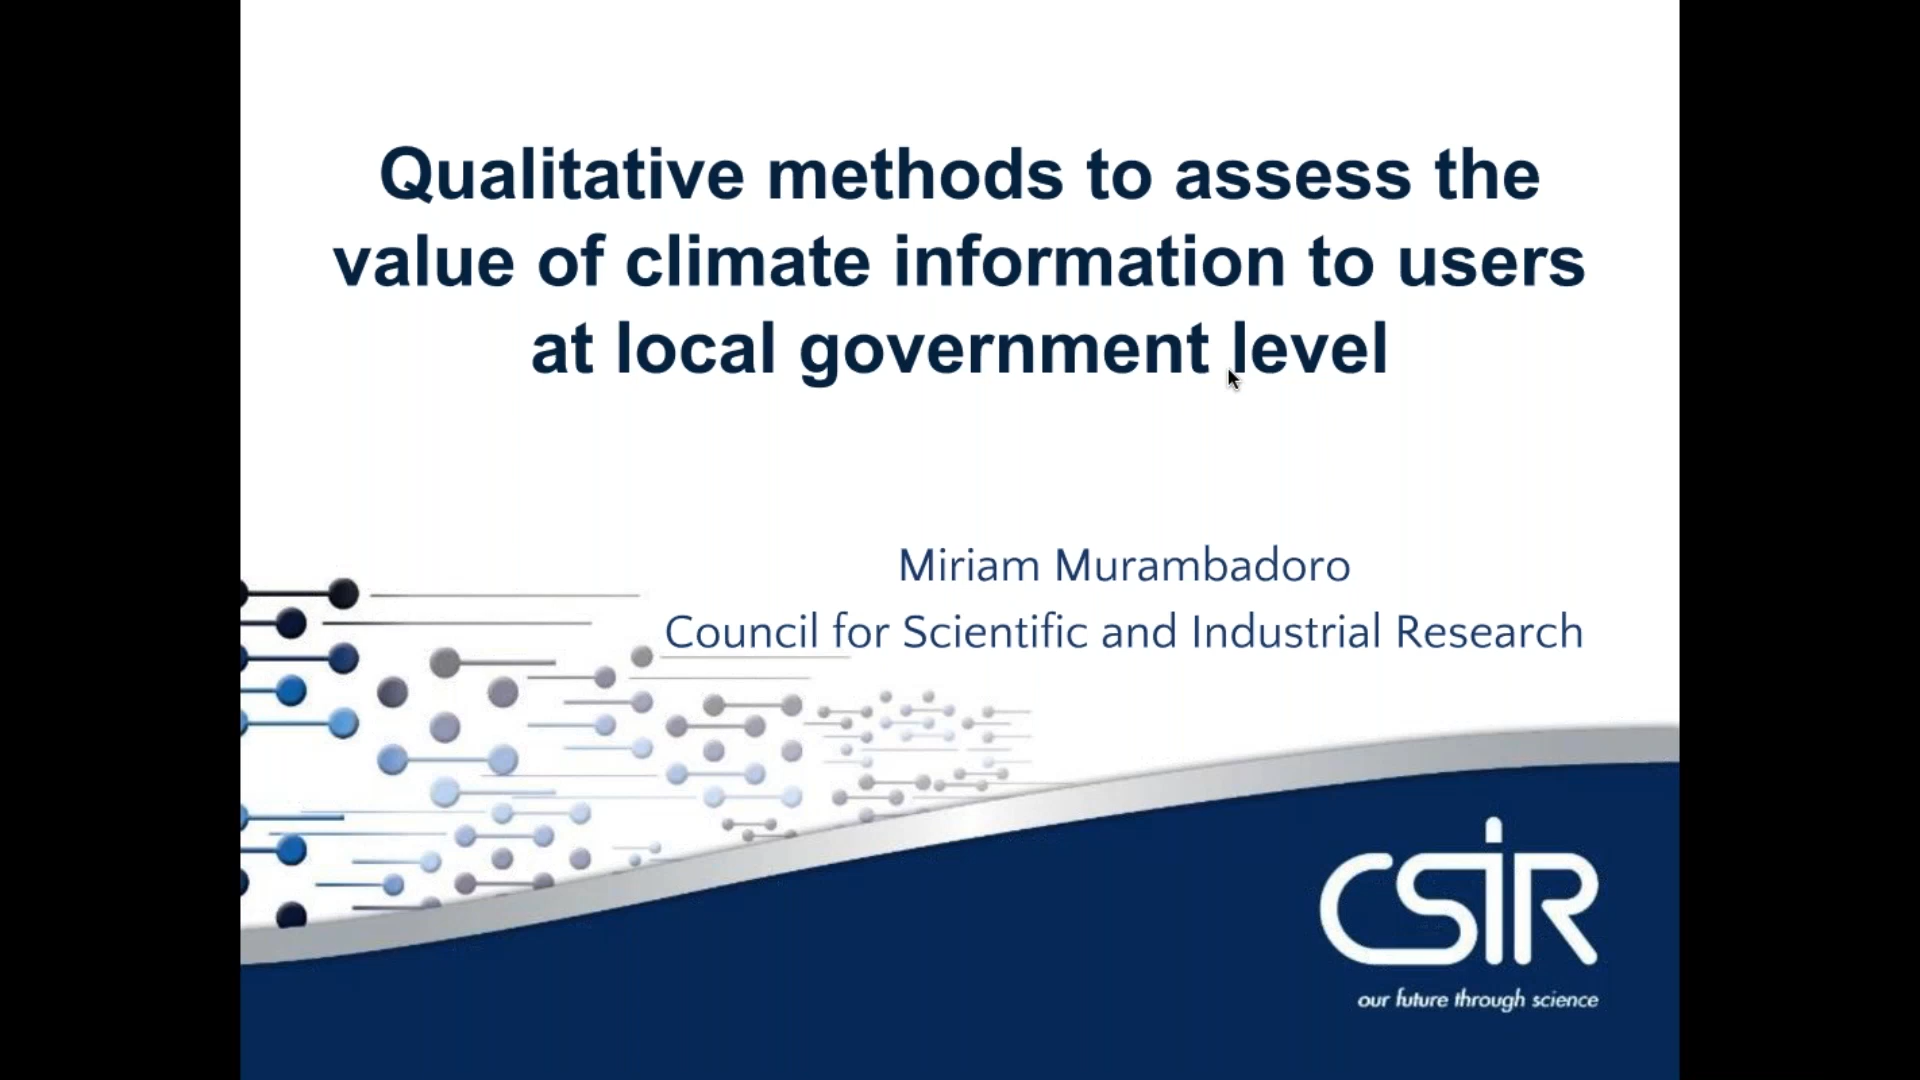 Qualitative methods to assess the
value of climate information to users
at local government level
Miriam Murambadoro
Council for Scientific and Industrial Research
CSIR
our future through science